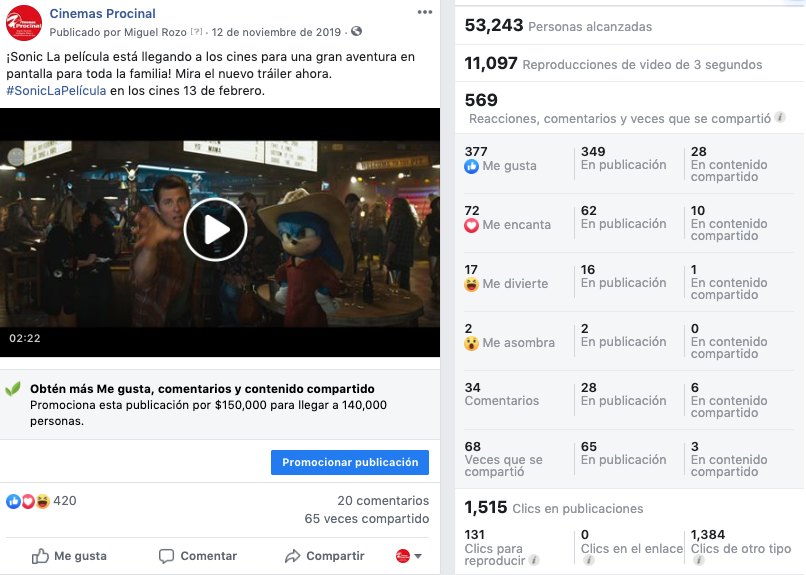 Cinemas Procinal
Publicado por Miguel Rozo [?] · 12 de noviembre de 2019 ·
¡Sonic La película está llegando a los cines para una gran aventura en
pantalla para toda la familia! Mira el nuevo tráiler ahora.
#SonicLaPelícula en los cines 13 de febrero.
02:22
Obtén más Me gusta, comentarios y contenido compartido
Promociona esta publicación por $150,000 para llegar a 140,000
personas.
Promocionar publicación
420
20 comentarios
65 veces compartido
Me gusta
Comentar
Compartir
53,243 Personas alcanzadas
11,097 Reproducciones de video de 3 segundos
569
Reacciones, comentarios y veces que se compartió
377
Me gusta
349
En publicación
28
En contenido
compartido
72
Me encanta
62
En publicación
10
En contenido
compartido
17
Me divierte
16
En publicación
1
En contenido
compartido
2
Me asombra
2
En publicación
0
En contenido
compartido
34
Comentarios
28
En publicación
6
En contenido
compartido
68
Veces que se
compartió
65
En publicación
3
En contenido
compartido
1,515 Clics en publicaciones
131
Clics para
reproducir
0
Clics en el enlace
1,384
Clics de otro tipo